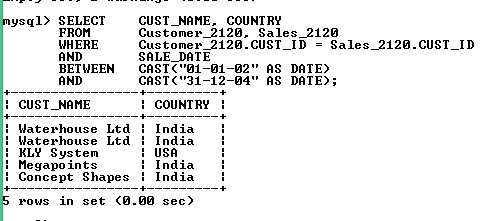 mysql> SELECT CUST_NAME, COUNTRY
FROM Customer_2120, Sales_2120
WHERE Customer_2120.CUST_ID = Sales_2120.CUST_ID
AND SALE_DATE
BETWEEN CAST("01-01-02" AS DATE)
AND CAST("31-12-04" AS DATE);
+-----------------+---------+
| CUST_NAME | COUNTRY |
+-----------------+---------+
| Waterhouse Ltd | India |
| Waterhouse Ltd | India |
| KLY System | USA |
| Megapoints | India |
| Concept Shapes | India |
+-----------------+---------+
5 rows in set (0.00 sec)